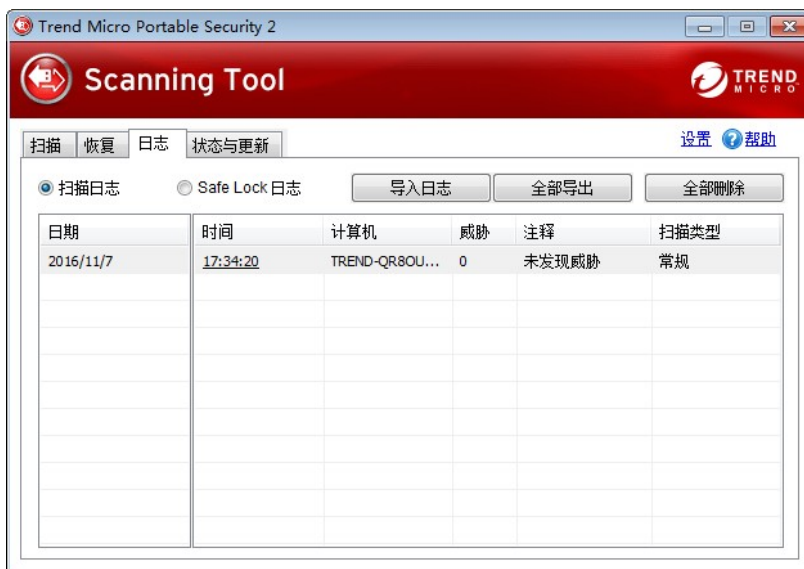 Trend Micro Portable Security 2
Scanning Tool
TREND
MICRO
扫描 恢复 日志 状态与更新 设置 帮助
扫描日志 Safe Lock 日志 导入日志 全部导出 全部删除
日期 时间 计算机 威胁 注释 扫描类型
2016/11/7 17:34:20 TREND-QR8OU... 0 未发现威胁 常规